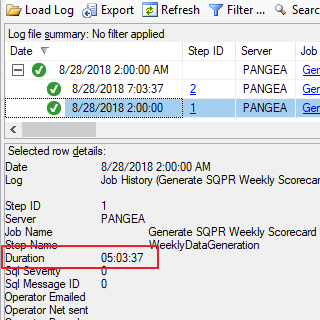 Load Log Export Refresh Filter ...
Log file summary: No filter applied
Date Step ID Server Job
8/28/2018 2:00:00 AM PANGEA Gen
8/28/2018 7:03:37 2 PANGEA Gen
8/28/2018 2:00:00 1 PANGEA Gen
Selected row details:
Date 8/28/2018 2:00:00 AM
Log Job History (Generate SQPR Weekly Scorecard
Step ID 1
Server PANGEA
Job Name Generate SQPR Weekly Scorecard
Step Name WeeklyDataGeneration
Duration 05:03:37
Sql Severity 0
Sql Message ID 0
Operator Emailed
Operator Net sent